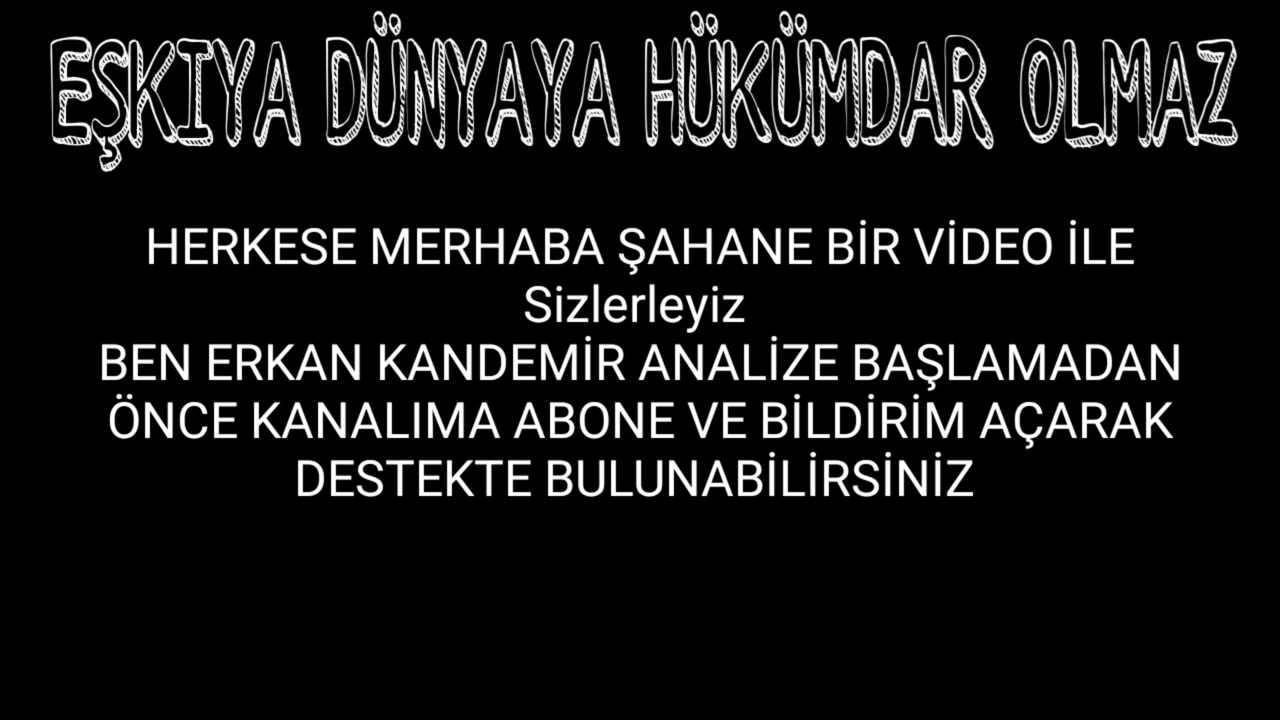 EŞKIYA DÜNYAYA HÜKÜMDAR OLMAZ
HERKESE MERHABA ŞAHANE BİR VİDEO İLE
Sizlerleyiz
BEN ERKAN KANDEMİR ANALİZE BAŞLAMADAN
ÖNCE KANALIMA ABONE VE BİLDİRİM AÇARAK
DESTEKTE BULUNABİLİRSİNİZ